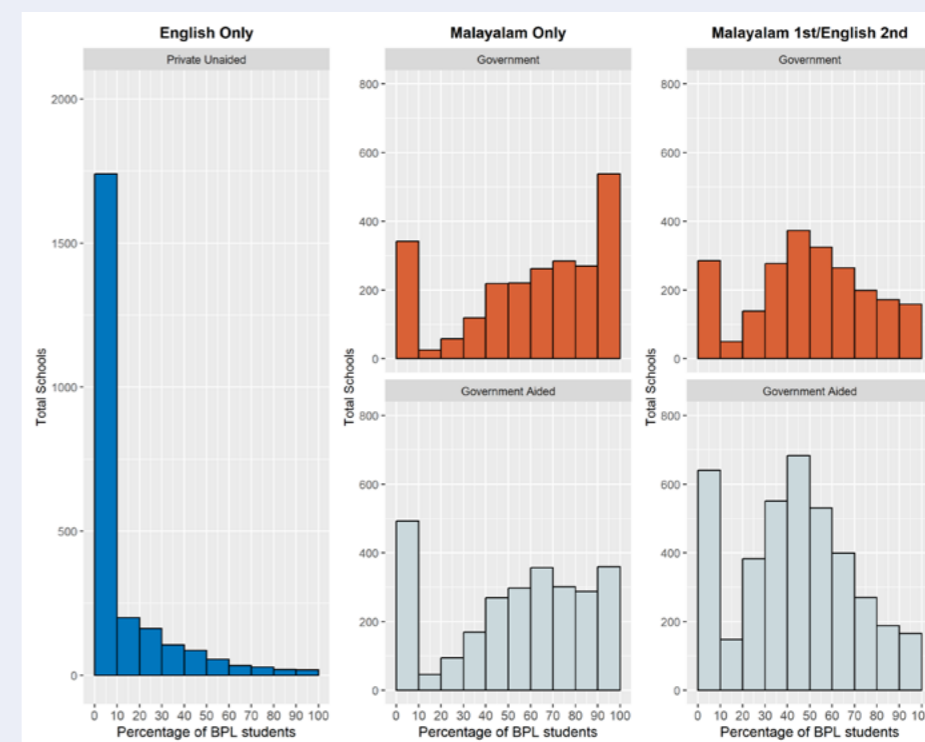 English Only
Private Unaided
2000
1500
1000
500
0
Total Schools
0 10 20 30 40 50 60 70 80 90 100
Percentage of BPL students
Malayalam Only
Government
800
600
400
200
0
Total Schools
Government Aided
800
600
400
200
0
0 10 20 30 40 50 60 70 80 90 100
Percentage of BPL students
Malayalam 1st/English 2nd
Government
800
600
400
200
0
Total Schools
Government Aided
800
600
400
200
0
0 10 20 30 40 50 60 70 80 90 100
Percentage of BPL students